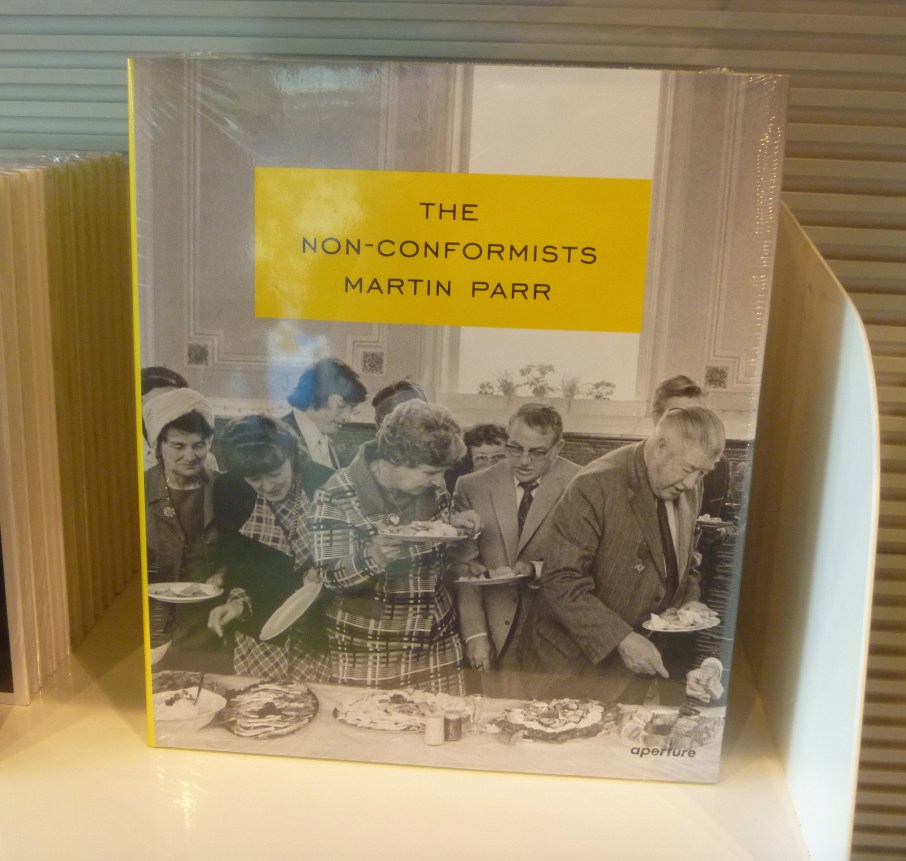 THE
NON-CONFORMISTS
MARTIN PARR
aperture